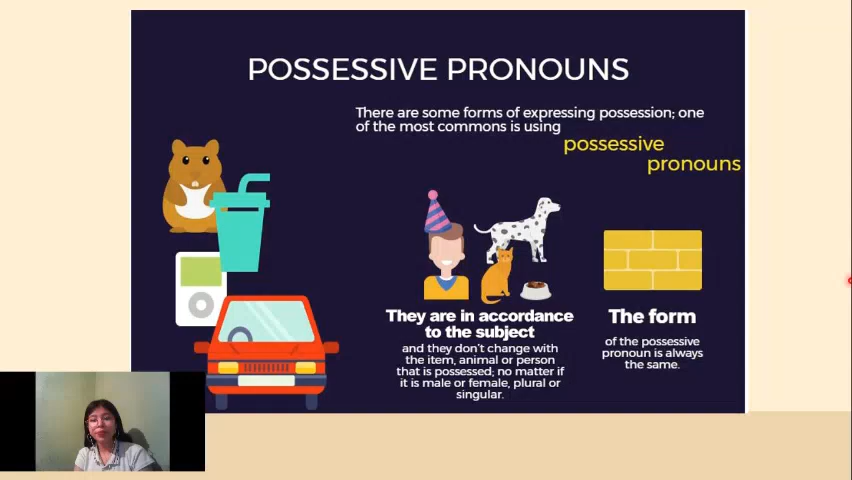 POSSESSIVE PRONOUNS
There are some forms of expressing possession; one
of the most commons is using
possessive
pronouns
They are in accordance
to the subject
and they don't change with
the item, animal or person
that is possessed; no matter if
it is male or female, plural or
singular.
The form
of the possessive
pronoun is always
the same.